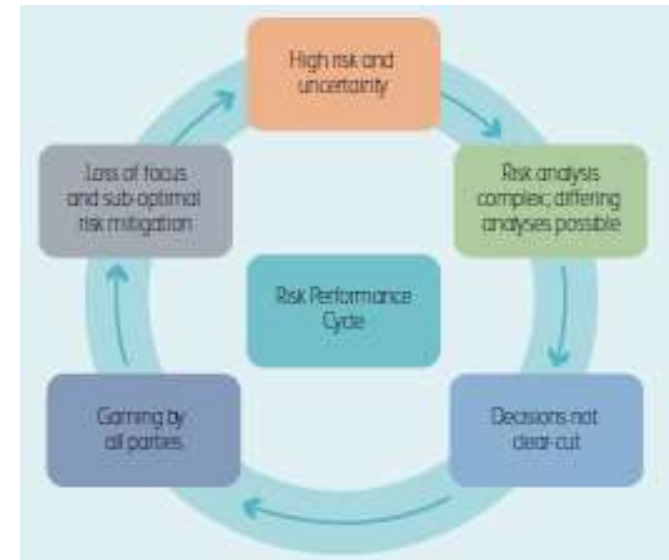 High risk and
uncertainty
Risk analysis
complex, differing
analyses possible
Decisions not
clear-cut
Gaming by
all parties.
Loss of focus
and sub-optimal
risk mitigation
Risk Performance
Cycle